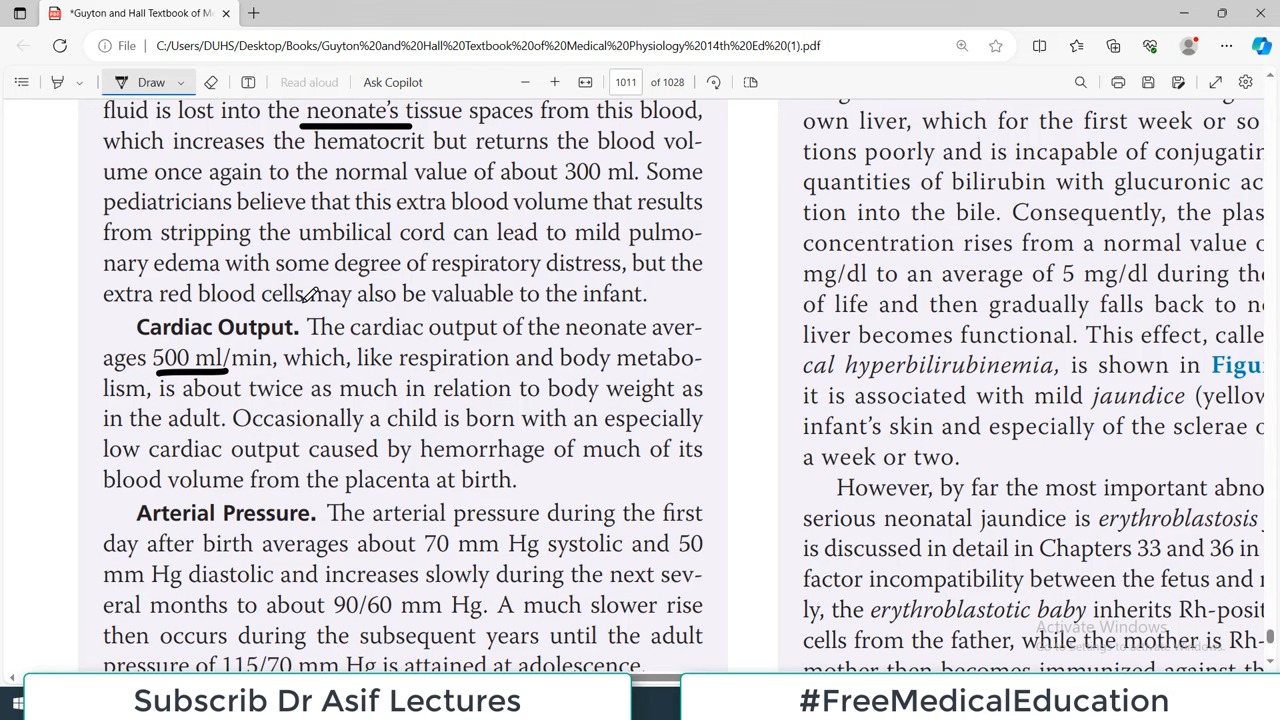 *Guyton and Hall Textbook of Me
File
C:/Users/DUHS/Desktop/Books/Guyton%20and%20Hall%20Textbook%20of%20Medical%20Physiology%2014th%20Ed%20(1).pdf
Draw
Read aloud
Ask Copilot
1011 of 1028
fluid is lost into the neonate's tissue spaces from this blood,
which increases the hematocrit but returns the blood vol-
ume once again to the normal value of about 300 ml. Some
pediatricians believe that this extra blood volume that results
from stripping the umbilical cord can lead to mild pulmo-
nary edema with some degree of respiratory distress, but the
extra red blood cells may also be valuable to the infant.
Cardiac Output. The cardiac output of the neonate aver-
ages 500 ml/min, which, like respiration and body metabo-
lism, is about twice as much in relation to body weight as
in the adult. Occasionally a child is born with an especially
low cardiac output caused by hemorrhage of much of its
blood volume from the placenta at birth.
Arterial Pressure. The arterial pressure during the first
day after birth averages about 70 mm Hg systolic and 50
mm Hg diastolic and increases slowly during the next sev-
eral months to about 90/60 mm Hg. A much slower rise
then occurs during the subsequent years until the adult
pressure of 115/70 mm Hg is attained at adolescence.
own liver, which for the first week or so
tions poorly and is incapable of conjugatin
quantities of bilirubin with glucuronic ac
tion into the bile. Consequently, the plas
concentration rises from a normal value o
mg/dl to an average of 5 mg/dl during the
of life and then gradually falls back to no
liver becomes functional. This effect, calle
cal hyperbilirubinemia, is shown in Figu
it is associated with mild jaundice (yellow
infant's skin and especially of the sclerae o
a week or two.
However, by far the most important abno
serious neonatal jaundice is erythroblastosis
is discussed in detail in Chapters 33 and 36 in
factor incompatibility between the fetus and
ly, the erythroblastotic baby inherits Rh-posit
cells from the father, while the mother is Rh-
mother then becomes immunized against th
Activate Windows
Go to Settings to activate Windows.
Subscrib Dr Asif Lectures
#FreeMedicalEducation